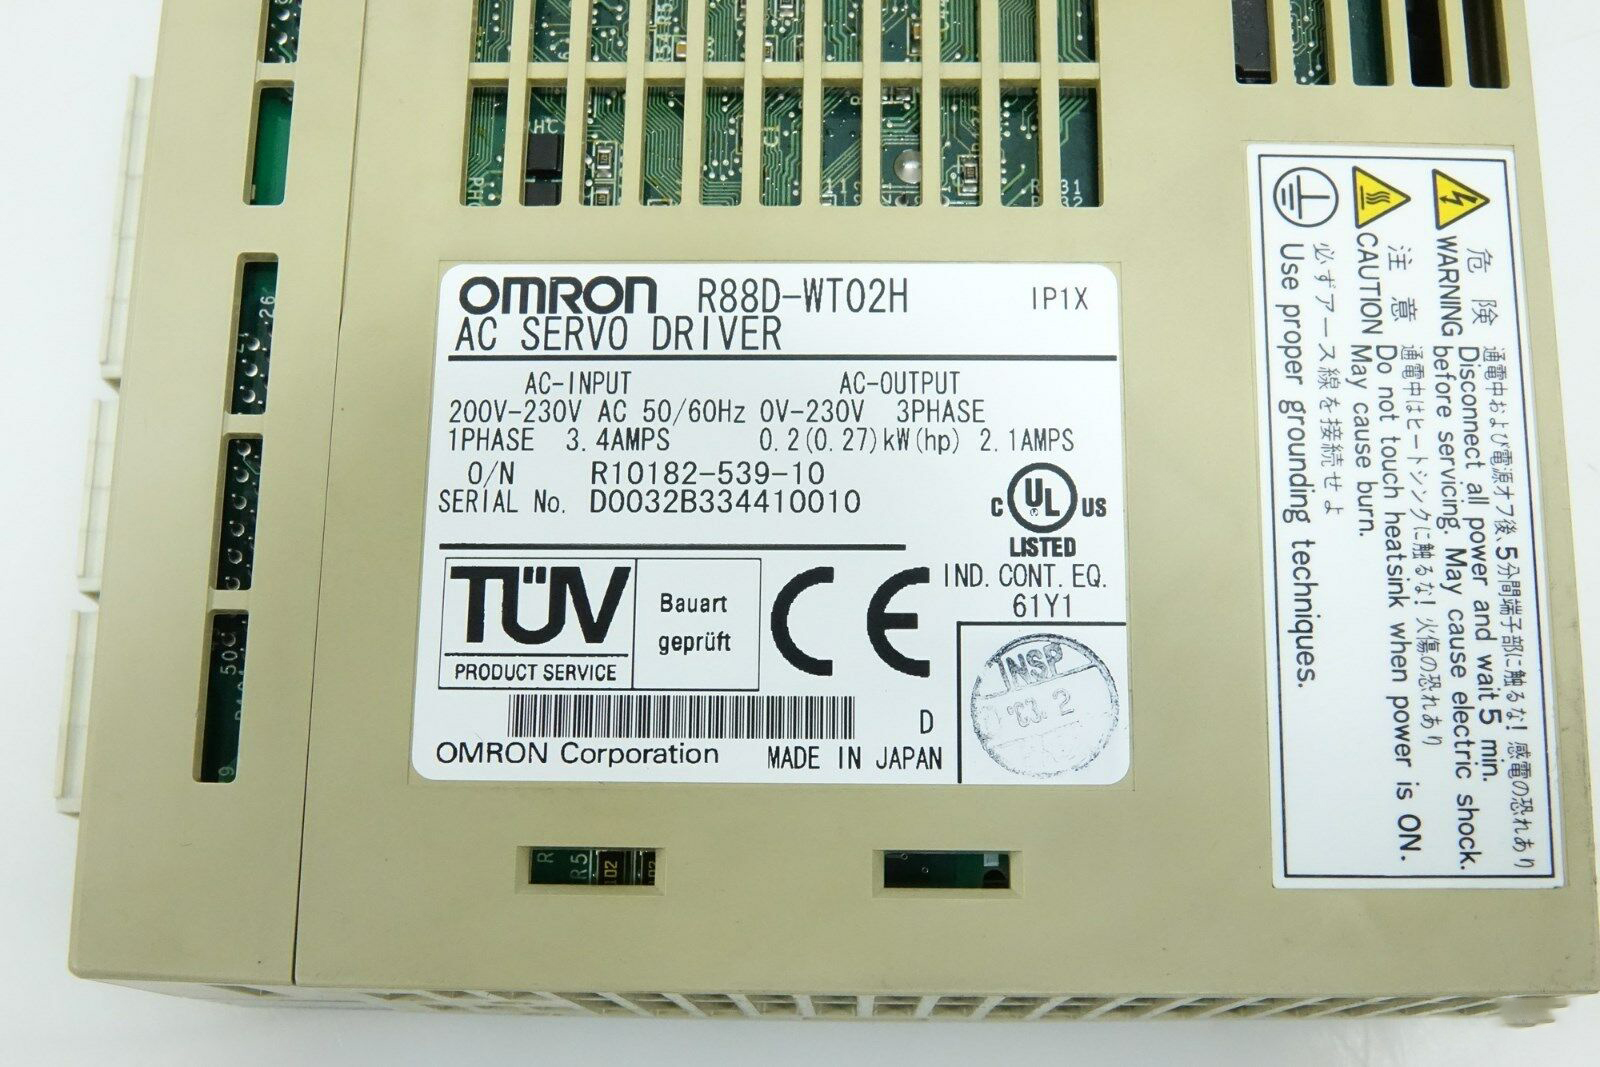 OMRON R88D-WT02H IP1X
AC SERVO DRIVER
AC-INPUT AC-OUTPUT
200V-230V AC 50/60Hz 0V-230V 3PHASE
1PHASE 3.4AMPS 0.2(0.27)kW(hp) 2.1AMPS
O/N R10182-539-10
SERIAL No. D0032B334410010
C UL US
LISTED
IND. CONT. EQ.
61Y1
TÜV
PRODUCT SERVICE
Bauart
geprüft
CE
INSP
D
OMRON Corporation MADE IN JAPAN
危険 通電中および電源オフ後、5分間端子部に触るな! 感電の恐れあり
WARNING Disconnect all power and wait 5 min.
before servicing. May cause electric shock.
注意 通電中はヒートシンクに触るな! 火傷の恐れあり
CAUTION Do not touch heatsink when power is ON.
May cause burn.
必ずアース線を接続せよ
Use proper grounding techniques.
26
50
R
R5
102